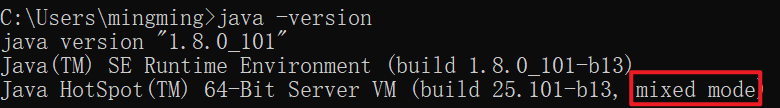 C:\Users\mingming>java -version
java version "1.8.0_101"
Java(TM) SE Runtime Environment (build 1.8.0_101-b13)
Java HotSpot(TM) 64-Bit Server VM (build 25.101-b13, mixed mode)